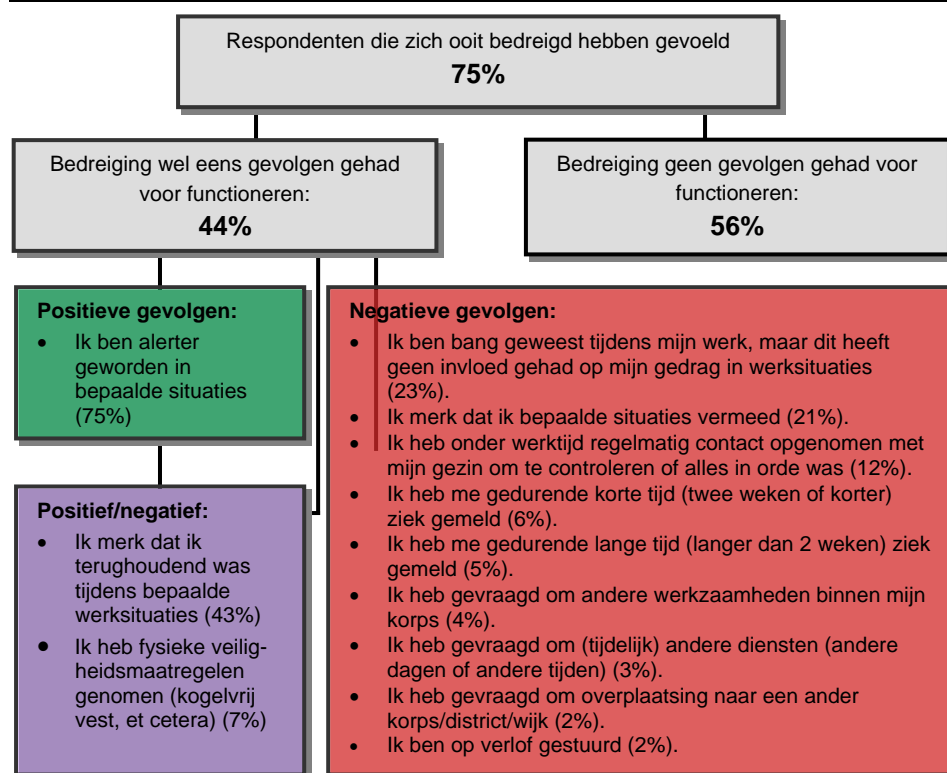 Respondenten die zich ooit bedreigd hebben gevoeld
75%
Bedreiging wel eens gevolgen gehad
voor functioneren:
44%
Bedreiging geen gevolgen gehad voor
functioneren:
56%
Positieve gevolgen:
• Ik ben alerter
geworden in
bepaalde situaties
(75%)
Positief/negatief:
• Ik merk dat ik
terughoudend was
tijdens bepaalde
werksituaties (43%)
• Ik heb fysieke veilig-
heidsmaatregelen
genomen (kogelvrij
vest, et cetera) (7%)
Negatieve gevolgen:
• Ik ben bang geweest tijdens mijn werk, maar dit heeft
geen invloed gehad op mijn gedrag in werksituaties
(23%).
• Ik merk dat ik bepaalde situaties vermeed (21%).
• Ik heb onder werktijd regelmatig contact opgenomen met
mijn gezin om te controleren of alles in orde was (12%).
• Ik heb me gedurende korte tijd (twee weken of korter)
ziek gemeld (6%).
• Ik heb me gedurende lange tijd (langer dan 2 weken) ziek
gemeld (5%).
• Ik heb gevraagd om andere werkzaamheden binnen mijn
korps (4%).
• Ik heb gevraagd om (tijdelijk) andere diensten (andere
dagen of andere tijden) (3%).
• Ik heb gevraagd om overplaatsing naar een ander
korps/district/wijk (2%).
• Ik ben op verlof gestuurd (2%).